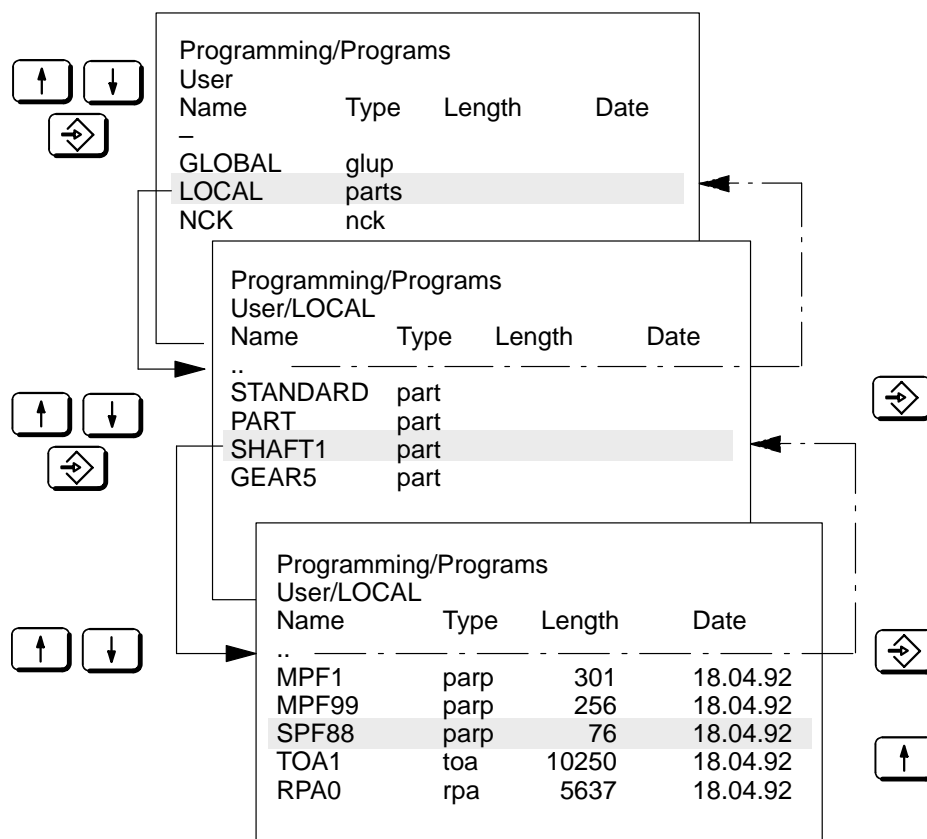 Programming/Programs
User
Name Type Length Date
–
GLOBAL glup
LOCAL parts
NCK nck
Programming/Programs
User/LOCAL
Name Type Length Date
..
STANDARD part
PART part
SHAFT1 part
GEAR5 part
Programming/Programs
User/LOCAL
Name Type Length Date
..
MPF1 parp 301 18.04.92
MPF99 parp 256 18.04.92
SPF88 parp 76 18.04.92
TOA1 toa 10250 18.04.92
RPA0 rpa 5637 18.04.92